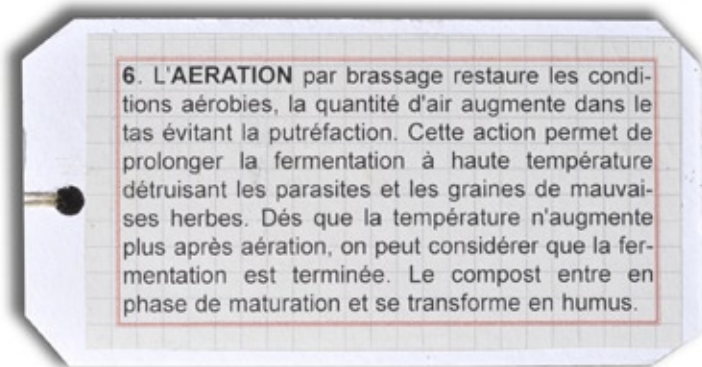 6. L'AERATION par brassage restaure les condi-
tions aérobies, la quantité d'air augmente dans le
tas évitant la putréfaction. Cette action permet de
prolonger la fermentation à haute température
détruisant les parasites et les graines de mauvai-
ses herbes. Dés que la température n'augmente
plus après aération, on peut considérer que la fer-
mentation est terminée. Le compost entre en
phase de maturation et se transforme en humus.